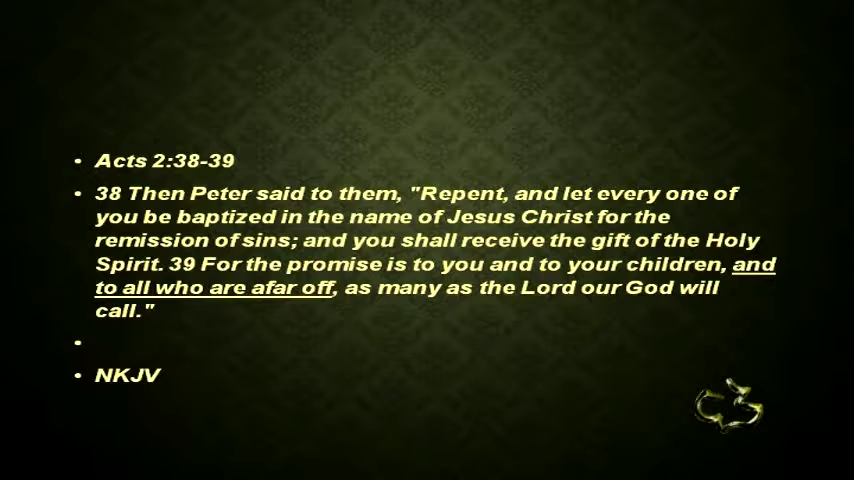 • Acts 2:38-39
• 38 Then Peter said to them, "Repent, and let every one of
you be baptized in the name of Jesus Christ for the
remission of sins; and you shall receive the gift of the Holy
Spirit. 39 For the promise is to you and to your children, and
to all who are afar off, as many as the Lord our God will
call."
•
• NKJV
C3